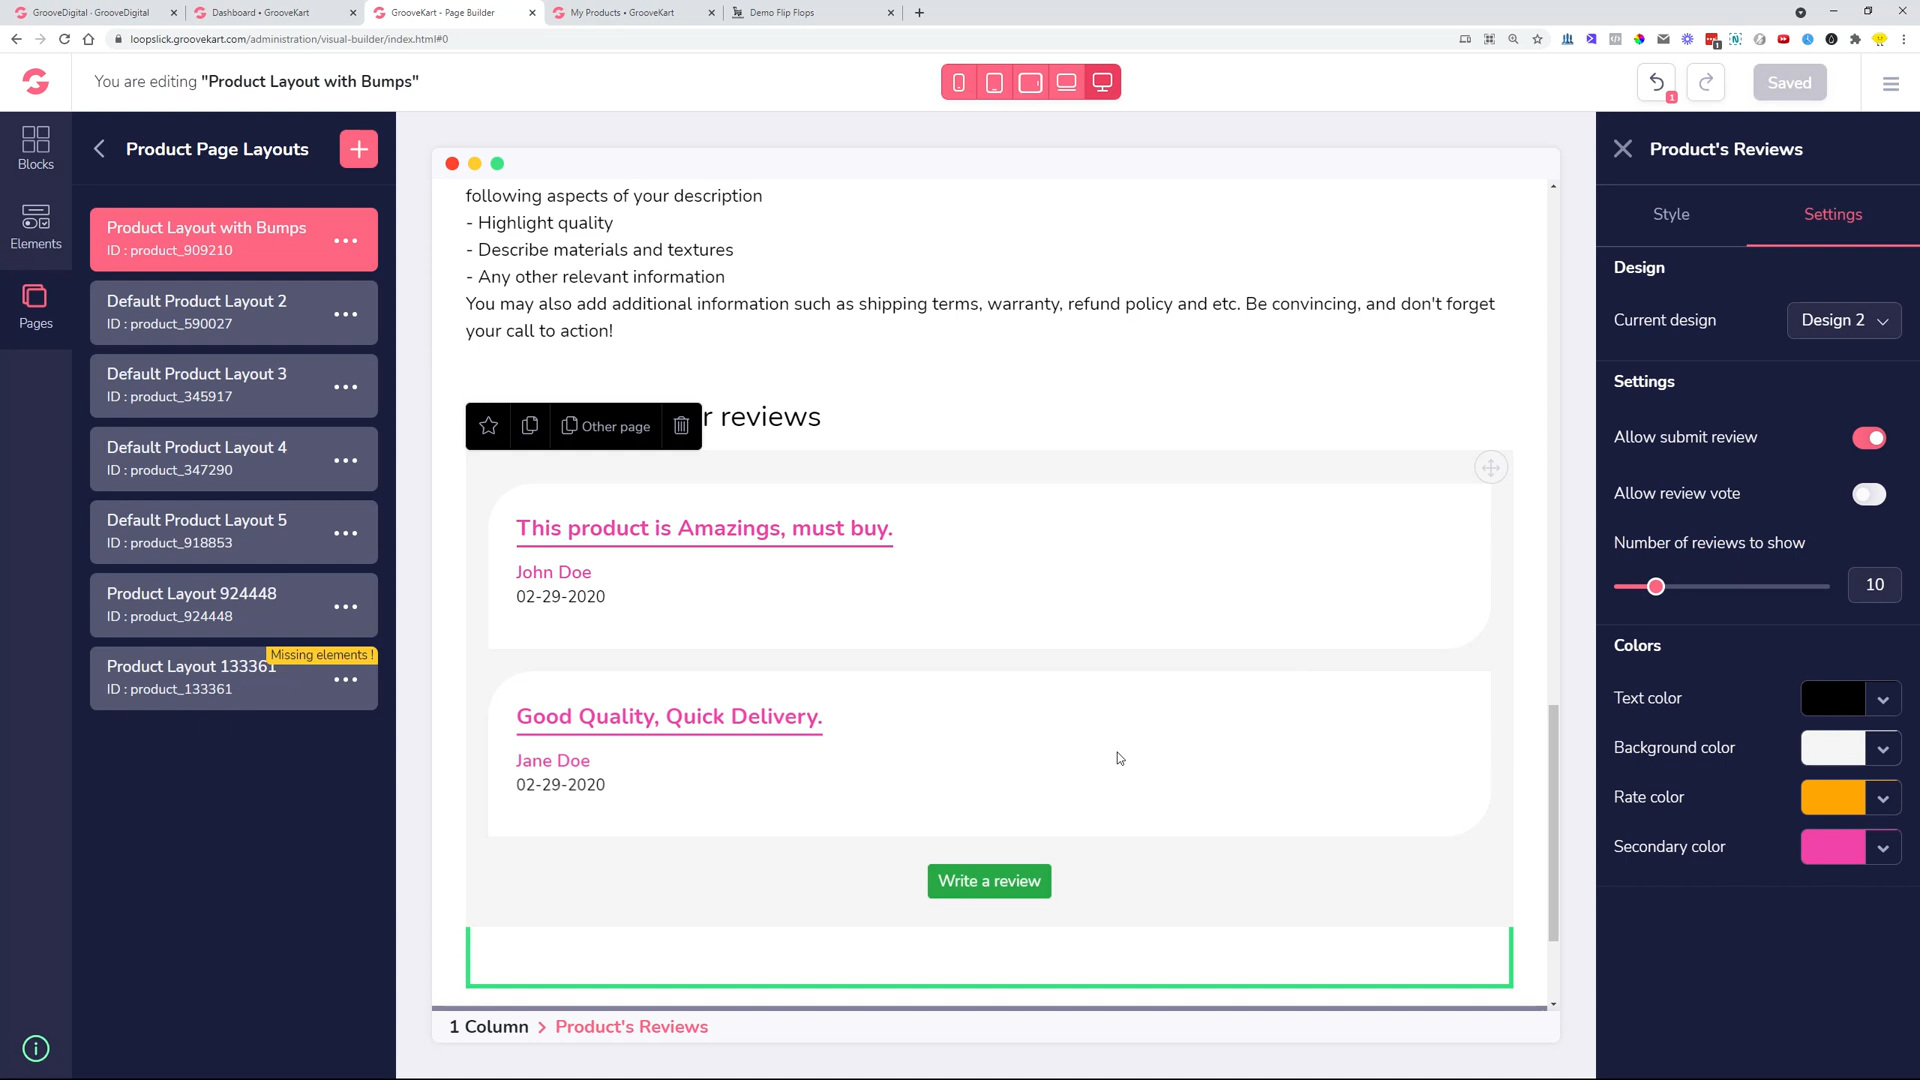 GrooveDigital - GrooveDigital
Dashboard • GrooveKart
GrooveKart - Page Builder
My Products • GrooveKart
Demo Flip Flops
loopslick.groovekart.com/administration/visual-builder/index.html#0
You are editing "Product Layout with Bumps"
1
Saved
Blocks
Elements
Pages
Product Page Layouts
Product Layout with Bumps
ID : product_909210
Default Product Layout 2
ID : product_590027
Default Product Layout 3
ID : product_345917
Default Product Layout 4
ID : product_347290
Default Product Layout 5
ID : product_918853
Product Layout 924448
ID : product_924448
Missing elements !
Product Layout 133361
ID : product_133361
following aspects of your description
- Highlight quality
- Describe materials and textures
- Any other relevant information
You may also add additional information such as shipping terms, warranty, refund policy and etc. Be convincing, and don't forget
your call to action!
Other page
r reviews
This product is Amazings, must buy.
John Doe
02-29-2020
Good Quality, Quick Delivery.
Jane Doe
02-29-2020
Write a review
1 Column > Product's Reviews
Product's Reviews
Style
Settings
Design
Current design
Design 2
Settings
Allow submit review
Allow review vote
Number of reviews to show
10
Colors
Text color
Background color
Rate color
Secondary color